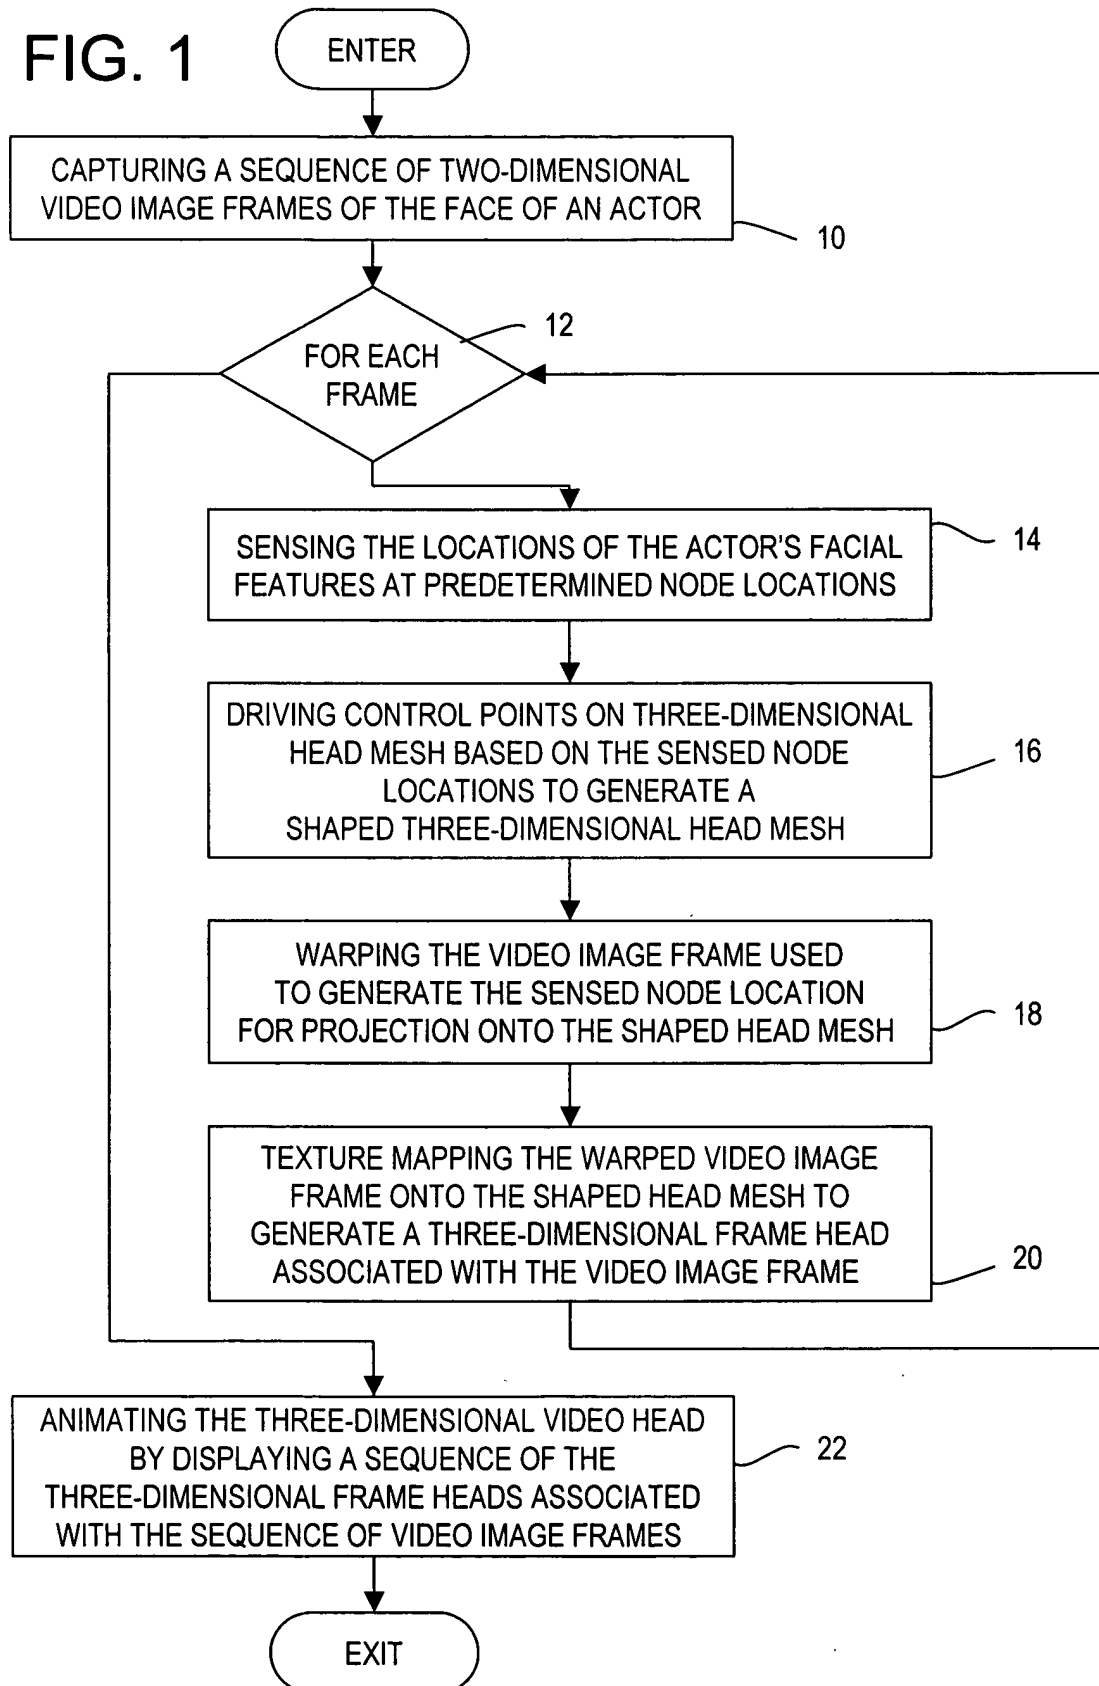 FIG. 1
ENTER
CAPTURING A SEQUENCE OF TWO-DIMENSIONAL
VIDEO IMAGE FRAMES OF THE FACE OF AN ACTOR
10
12
FOR EACH
FRAME
SENSING THE LOCATIONS OF THE ACTOR'S FACIAL
FEATURES AT PREDETERMINED NODE LOCATIONS
14
DRIVING CONTROL POINTS ON THREE-DIMENSIONAL
HEAD MESH BASED ON THE SENSED NODE
LOCATIONS TO GENERATE A
SHAPED THREE-DIMENSIONAL HEAD MESH
16
WARPING THE VIDEO IMAGE FRAME USED
TO GENERATE THE SENSED NODE LOCATION
FOR PROJECTION ONTO THE SHAPED HEAD MESH
18
TEXTURE MAPPING THE WARPED VIDEO IMAGE
FRAME ONTO THE SHAPED HEAD MESH TO
GENERATE A THREE-DIMENSIONAL FRAME HEAD
ASSOCIATED WITH THE VIDEO IMAGE FRAME
20
ANIMATING THE THREE-DIMENSIONAL VIDEO HEAD
BY DISPLAYING A SEQUENCE OF THE
THREE-DIMENSIONAL FRAME HEADS ASSOCIATED
WITH THE SEQUENCE OF VIDEO IMAGE FRAMES
22
EXIT